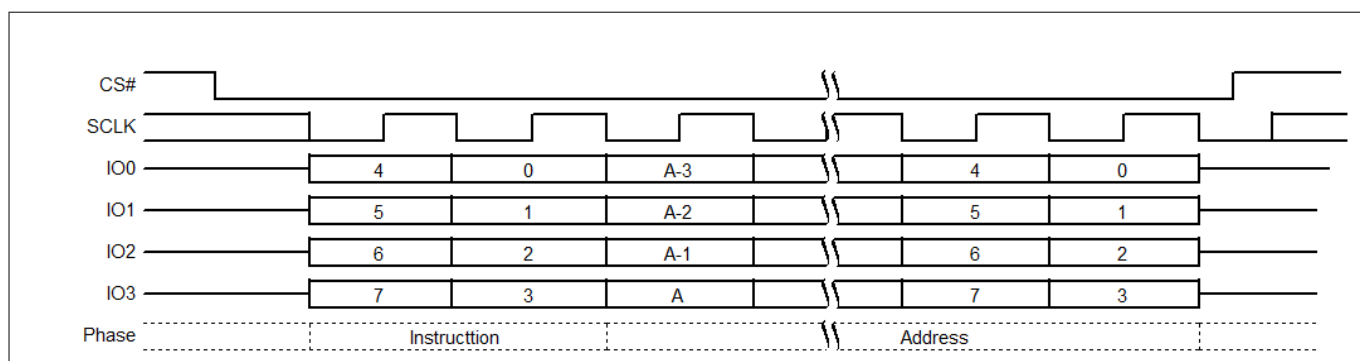 CS#
SCLK
IO0 4 0 A-3 4 0
IO1 5 1 A-2 5 1
IO2 6 2 A-1 6 2
IO3 7 3 A 7 3
Phase Instructtion Address